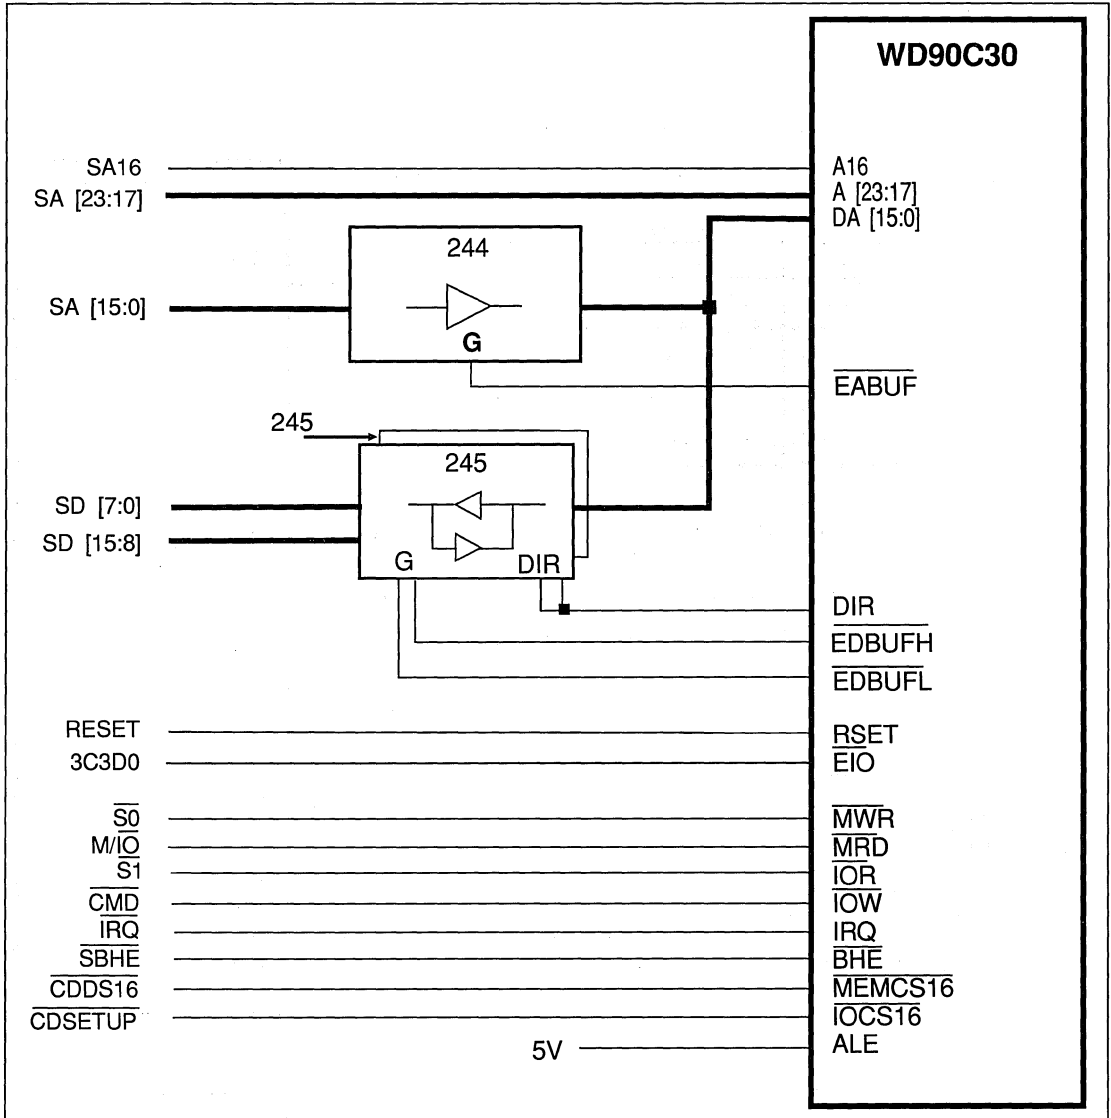 WD90C30
SA16 A16
SA [23:17] A [23:17]
DA [15:0]
244
SA [15:0]
G
EABUF
245
245
SD [7:0]
SD [15:8]
G DIR
DIR
EDBUFH
EDBUFL
RESET RSET
3C3D0 EIO
S0 MWR
M/IO MRD
S1 IOR
CMD IOW
IRQ IRQ
SBHE BHE
CDDS16 MEMCS16
CDSETUP IOCS16
5V ALE